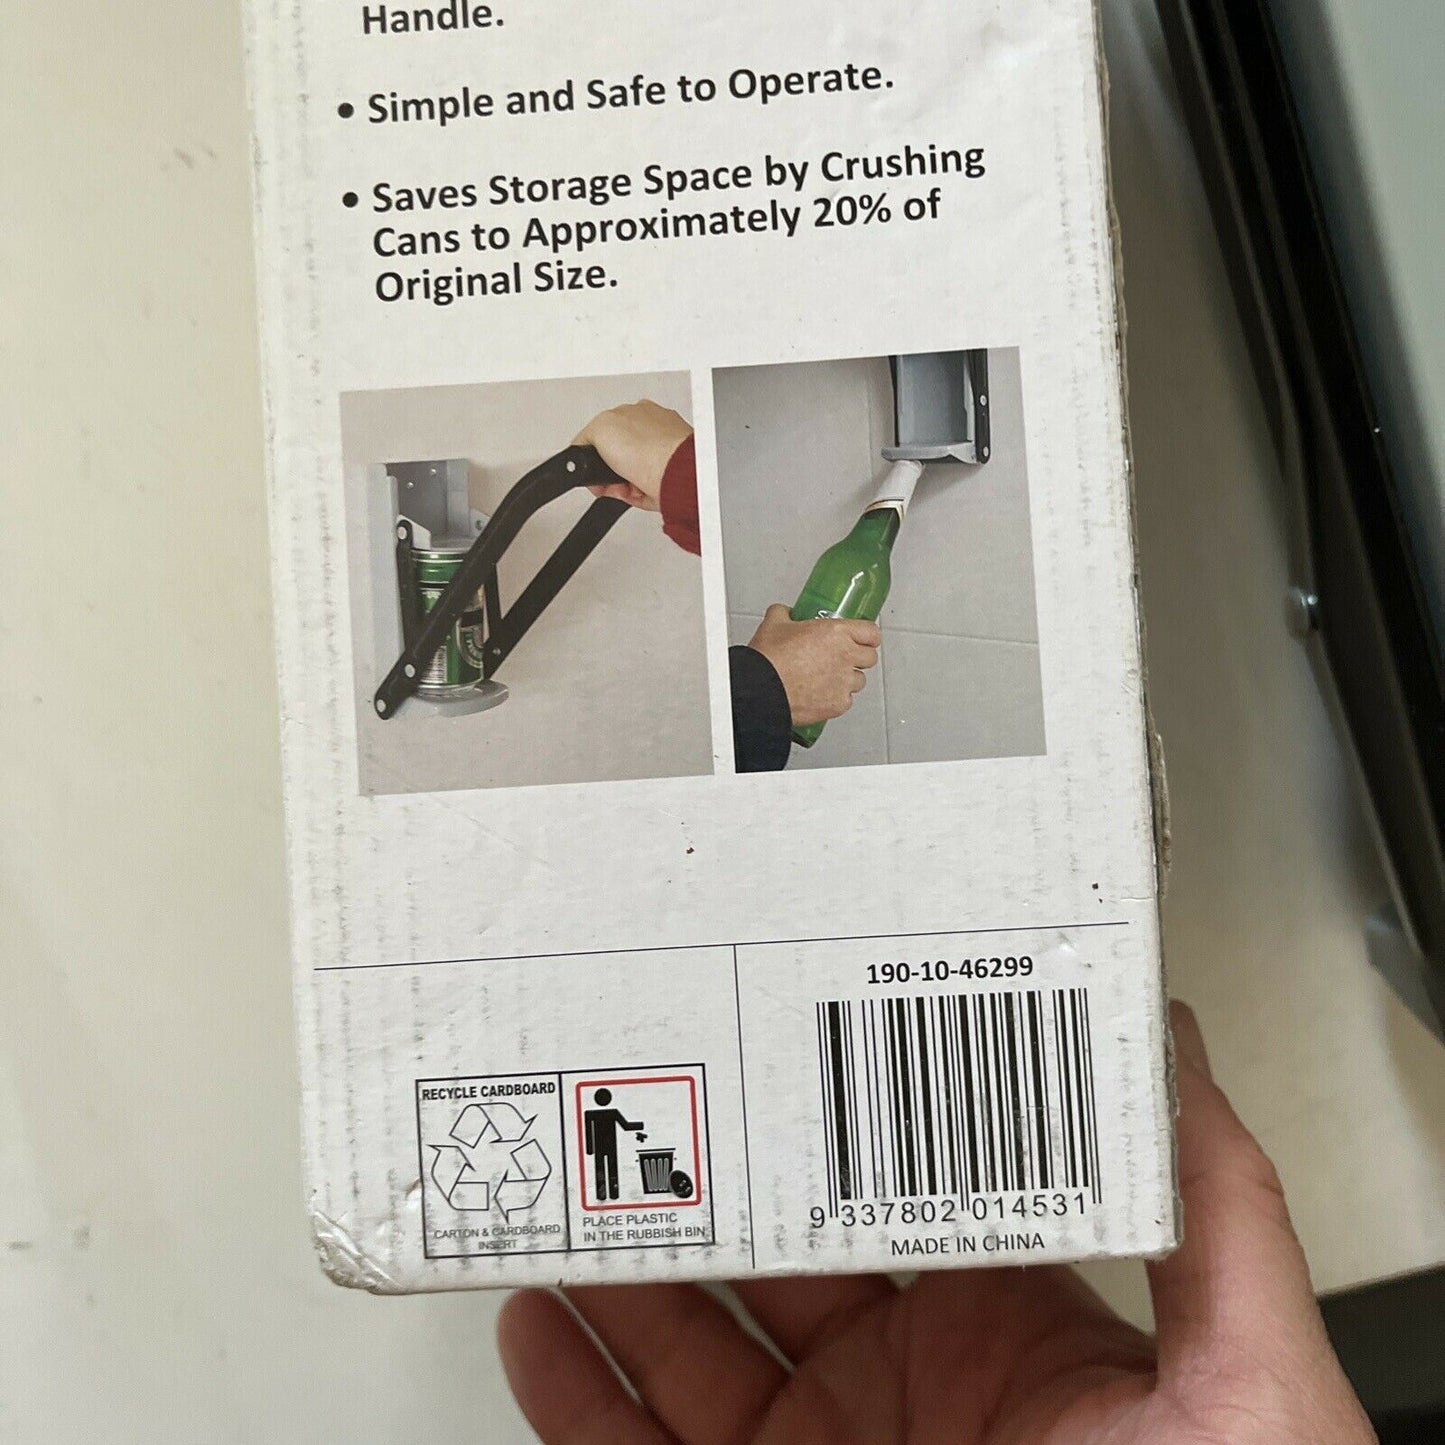 Handle.
• Simple and Safe to Operate.
• Saves Storage Space by Crushing
Cans to Approximately 20% of
Original Size.
190-10-46299
RECYCLE CARDBOARD
CARTON & CARDBOARD
INSERT
PLACE PLASTIC
IN THE RUBBISH BIN
9 337802 014531
MADE IN CHINA